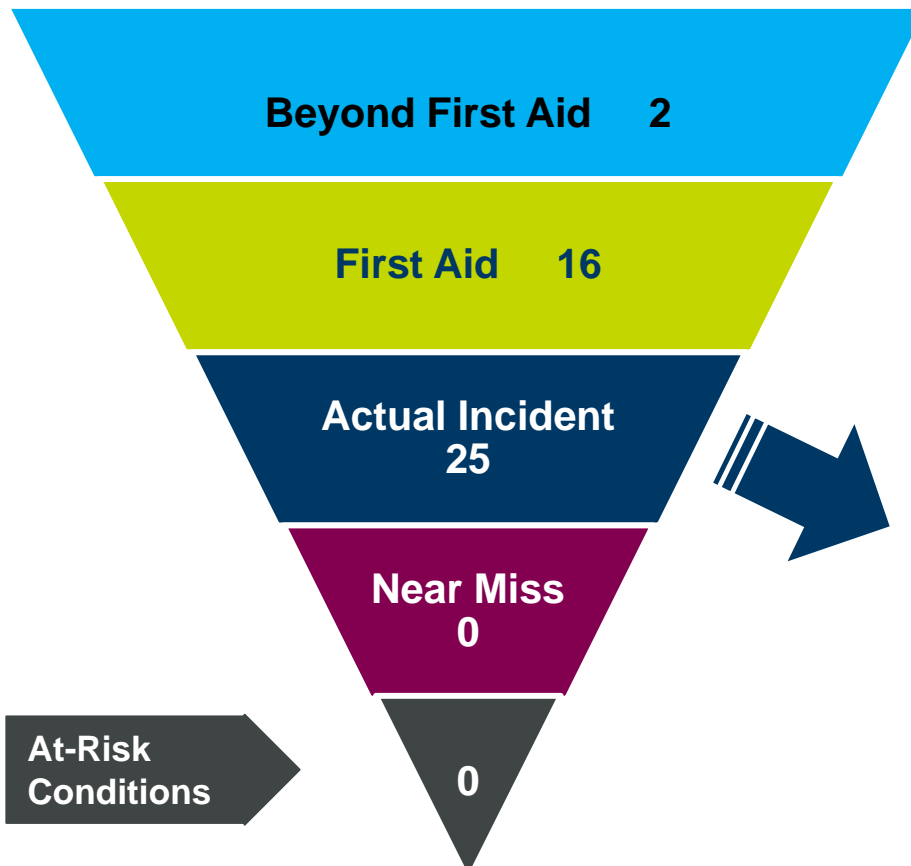 Beyond First Aid 2
First Aid 16
Actual Incident
25
Near Miss
0
At-Risk
Conditions
0